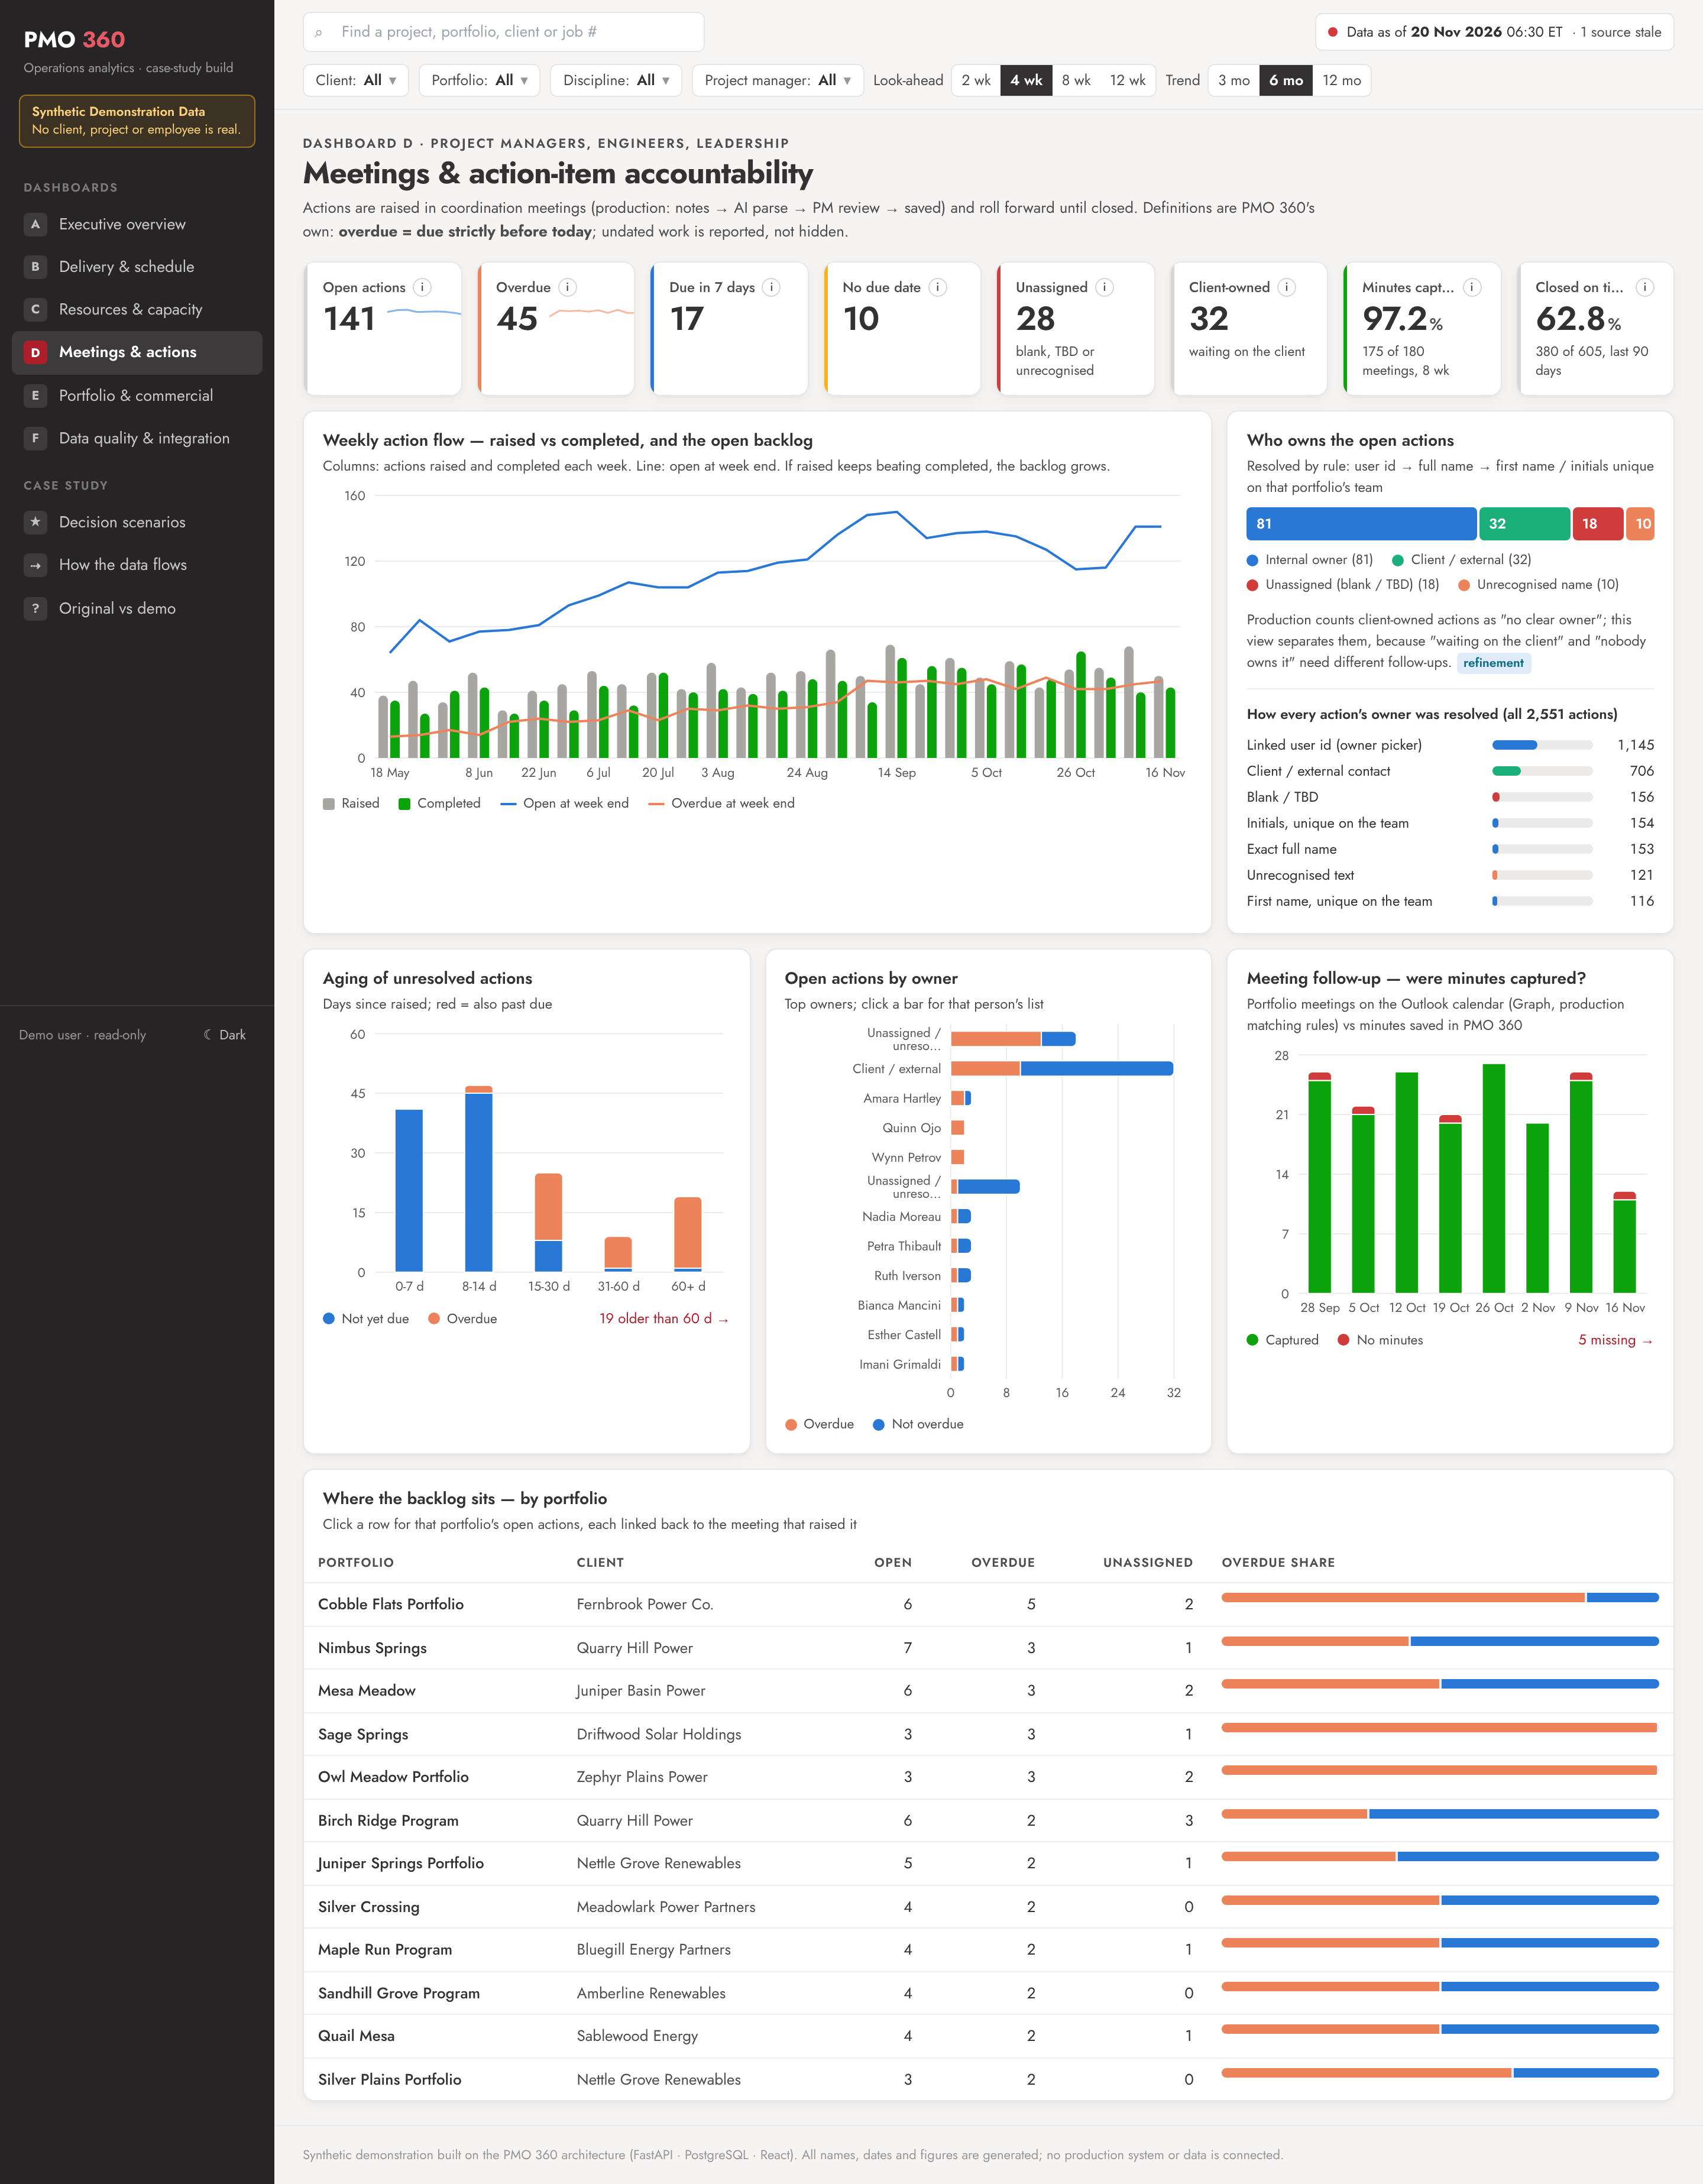 PMO 360
Operations analytics · case-study build
Synthetic Demonstration Data
No client, project or employee is real.
DASHBOARDS
A Executive overview
B Delivery & schedule
C Resources & capacity
D Meetings & actions
E Portfolio & commercial
F Data quality & integration
CASE STUDY
★ Decision scenarios
⇢ How the data flows
? Original vs demo
Demo user · read-only ☾ Dark
Find a project, portfolio, client or job #
Data as of 20 Nov 2026 06:30 ET · 1 source stale
Client: All ▾ Portfolio: All ▾ Discipline: All ▾ Project manager: All ▾ Look-ahead 2 wk 4 wk 8 wk 12 wk Trend 3 mo 6 mo 12 mo
DASHBOARD D · PROJECT MANAGERS, ENGINEERS, LEADERSHIP
Meetings & action-item accountability
Actions are raised in coordination meetings (production: notes → AI parse → PM review → saved) and roll forward until closed. Definitions are PMO 360's
own: overdue = due strictly before today; undated work is reported, not hidden.
Open actions i
141
Overdue i
45
Due in 7 days i
17
No due date i
10
Unassigned i
28
blank, TBD or
unrecognised
Client-owned i
32
waiting on the client
Minutes capt... i
97.2%
175 of 180
meetings, 8 wk
Closed on ti... i
62.8%
380 of 605, last 90
days
Weekly action flow — raised vs completed, and the open backlog
Columns: actions raised and completed each week. Line: open at week end. If raised keeps beating completed, the backlog grows.
160
120
80
40
0
18 May 8 Jun 22 Jun 6 Jul 20 Jul 3 Aug 24 Aug 14 Sep 5 Oct 26 Oct 16 Nov
Raised Completed Open at week end Overdue at week end
Who owns the open actions
Resolved by rule: user id → full name → first name / initials unique
on that portfolio's team
81 32 18 10
Internal owner (81) Client / external (32)
Unassigned (blank / TBD) (18) Unrecognised name (10)
Production counts client-owned actions as "no clear owner"; this
view separates them, because "waiting on the client" and "nobody
owns it" need different follow-ups. refinement
How every action's owner was resolved (all 2,551 actions)
Linked user id (owner picker) 1,145
Client / external contact 706
Blank / TBD 156
Initials, unique on the team 154
Exact full name 153
Unrecognised text 121
First name, unique on the team 116
Aging of unresolved actions
Days since raised; red = also past due
60
45
30
15
0
0-7 d 8-14 d 15-30 d 31-60 d 60+ d
Not yet due Overdue 19 older than 60 d →
Open actions by owner
Top owners; click a bar for that person's list
Unassigned /
unreso...
Client / external
Amara Hartley
Quinn Ojo
Wynn Petrov
Unassigned /
unreso...
Nadia Moreau
Petra Thibault
Ruth Iverson
Bianca Mancini
Esther Castell
Imani Grimaldi
0 8 16 24 32
Overdue Not overdue
Meeting follow-up — were minutes captured?
Portfolio meetings on the Outlook calendar (Graph, production
matching rules) vs minutes saved in PMO 360
28
21
14
7
0
28 Sep 5 Oct 12 Oct 19 Oct 26 Oct 2 Nov 9 Nov 16 Nov
Captured No minutes 5 missing →
Where the backlog sits — by portfolio
Click a row for that portfolio's open actions, each linked back to the meeting that raised it
PORTFOLIO CLIENT OPEN OVERDUE UNASSIGNED OVERDUE SHARE
Cobble Flats Portfolio Fernbrook Power Co. 6 5 2
Nimbus Springs Quarry Hill Power 7 3 1
Mesa Meadow Juniper Basin Power 6 3 2
Sage Springs Driftwood Solar Holdings 3 3 1
Owl Meadow Portfolio Zephyr Plains Power 3 3 2
Birch Ridge Program Quarry Hill Power 6 2 3
Juniper Springs Portfolio Nettle Grove Renewables 5 2 1
Silver Crossing Meadowlark Power Partners 4 2 0
Maple Run Program Bluegill Energy Partners 4 2 1
Sandhill Grove Program Amberline Renewables 4 2 0
Quail Mesa Sablewood Energy 4 2 1
Silver Plains Portfolio Nettle Grove Renewables 3 2 0
Synthetic demonstration built on the PMO 360 architecture (FastAPI · PostgreSQL · React). All names, dates and figures are generated; no production system or data is connected.